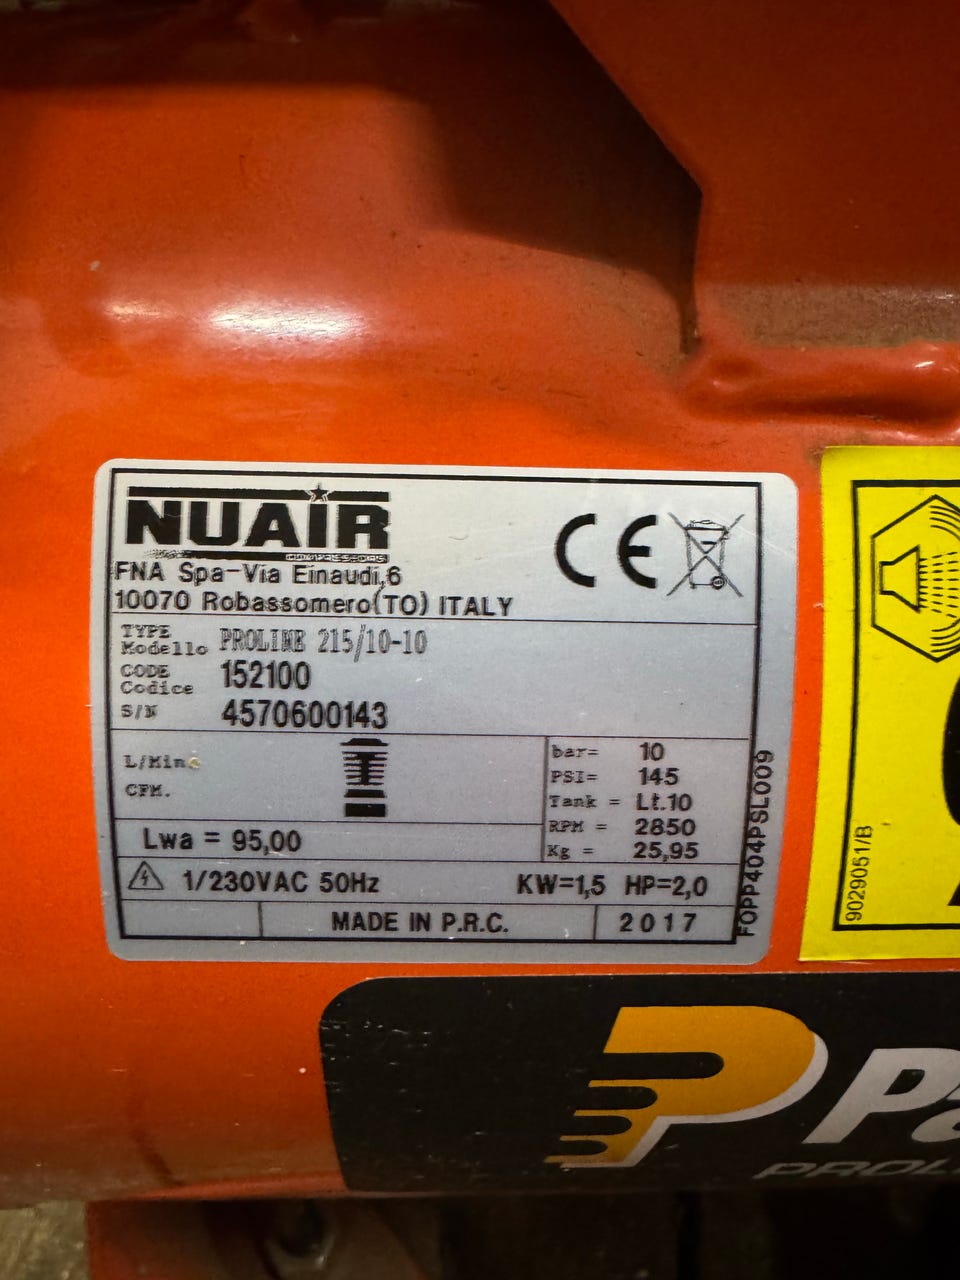 NUAIR
COMPRESSORS
FNA Spa-Via Einaudi,6
10070 Robassomero(TO) ITALY
CE
TYPE
Modello PROLINE 215/10-10
CODE
Codice 152100
S/N 4570600143
L/Min.
CFM.
bar= 10
PSI= 145
Tank = Lt.10
RPM = 2850
Kg = 25,95
Lwa = 95,00
1/230VAC 50Hz KW=1,5 HP=2,0
MADE IN P.R.C. 2017
FOPP404PSL009
9029051/B